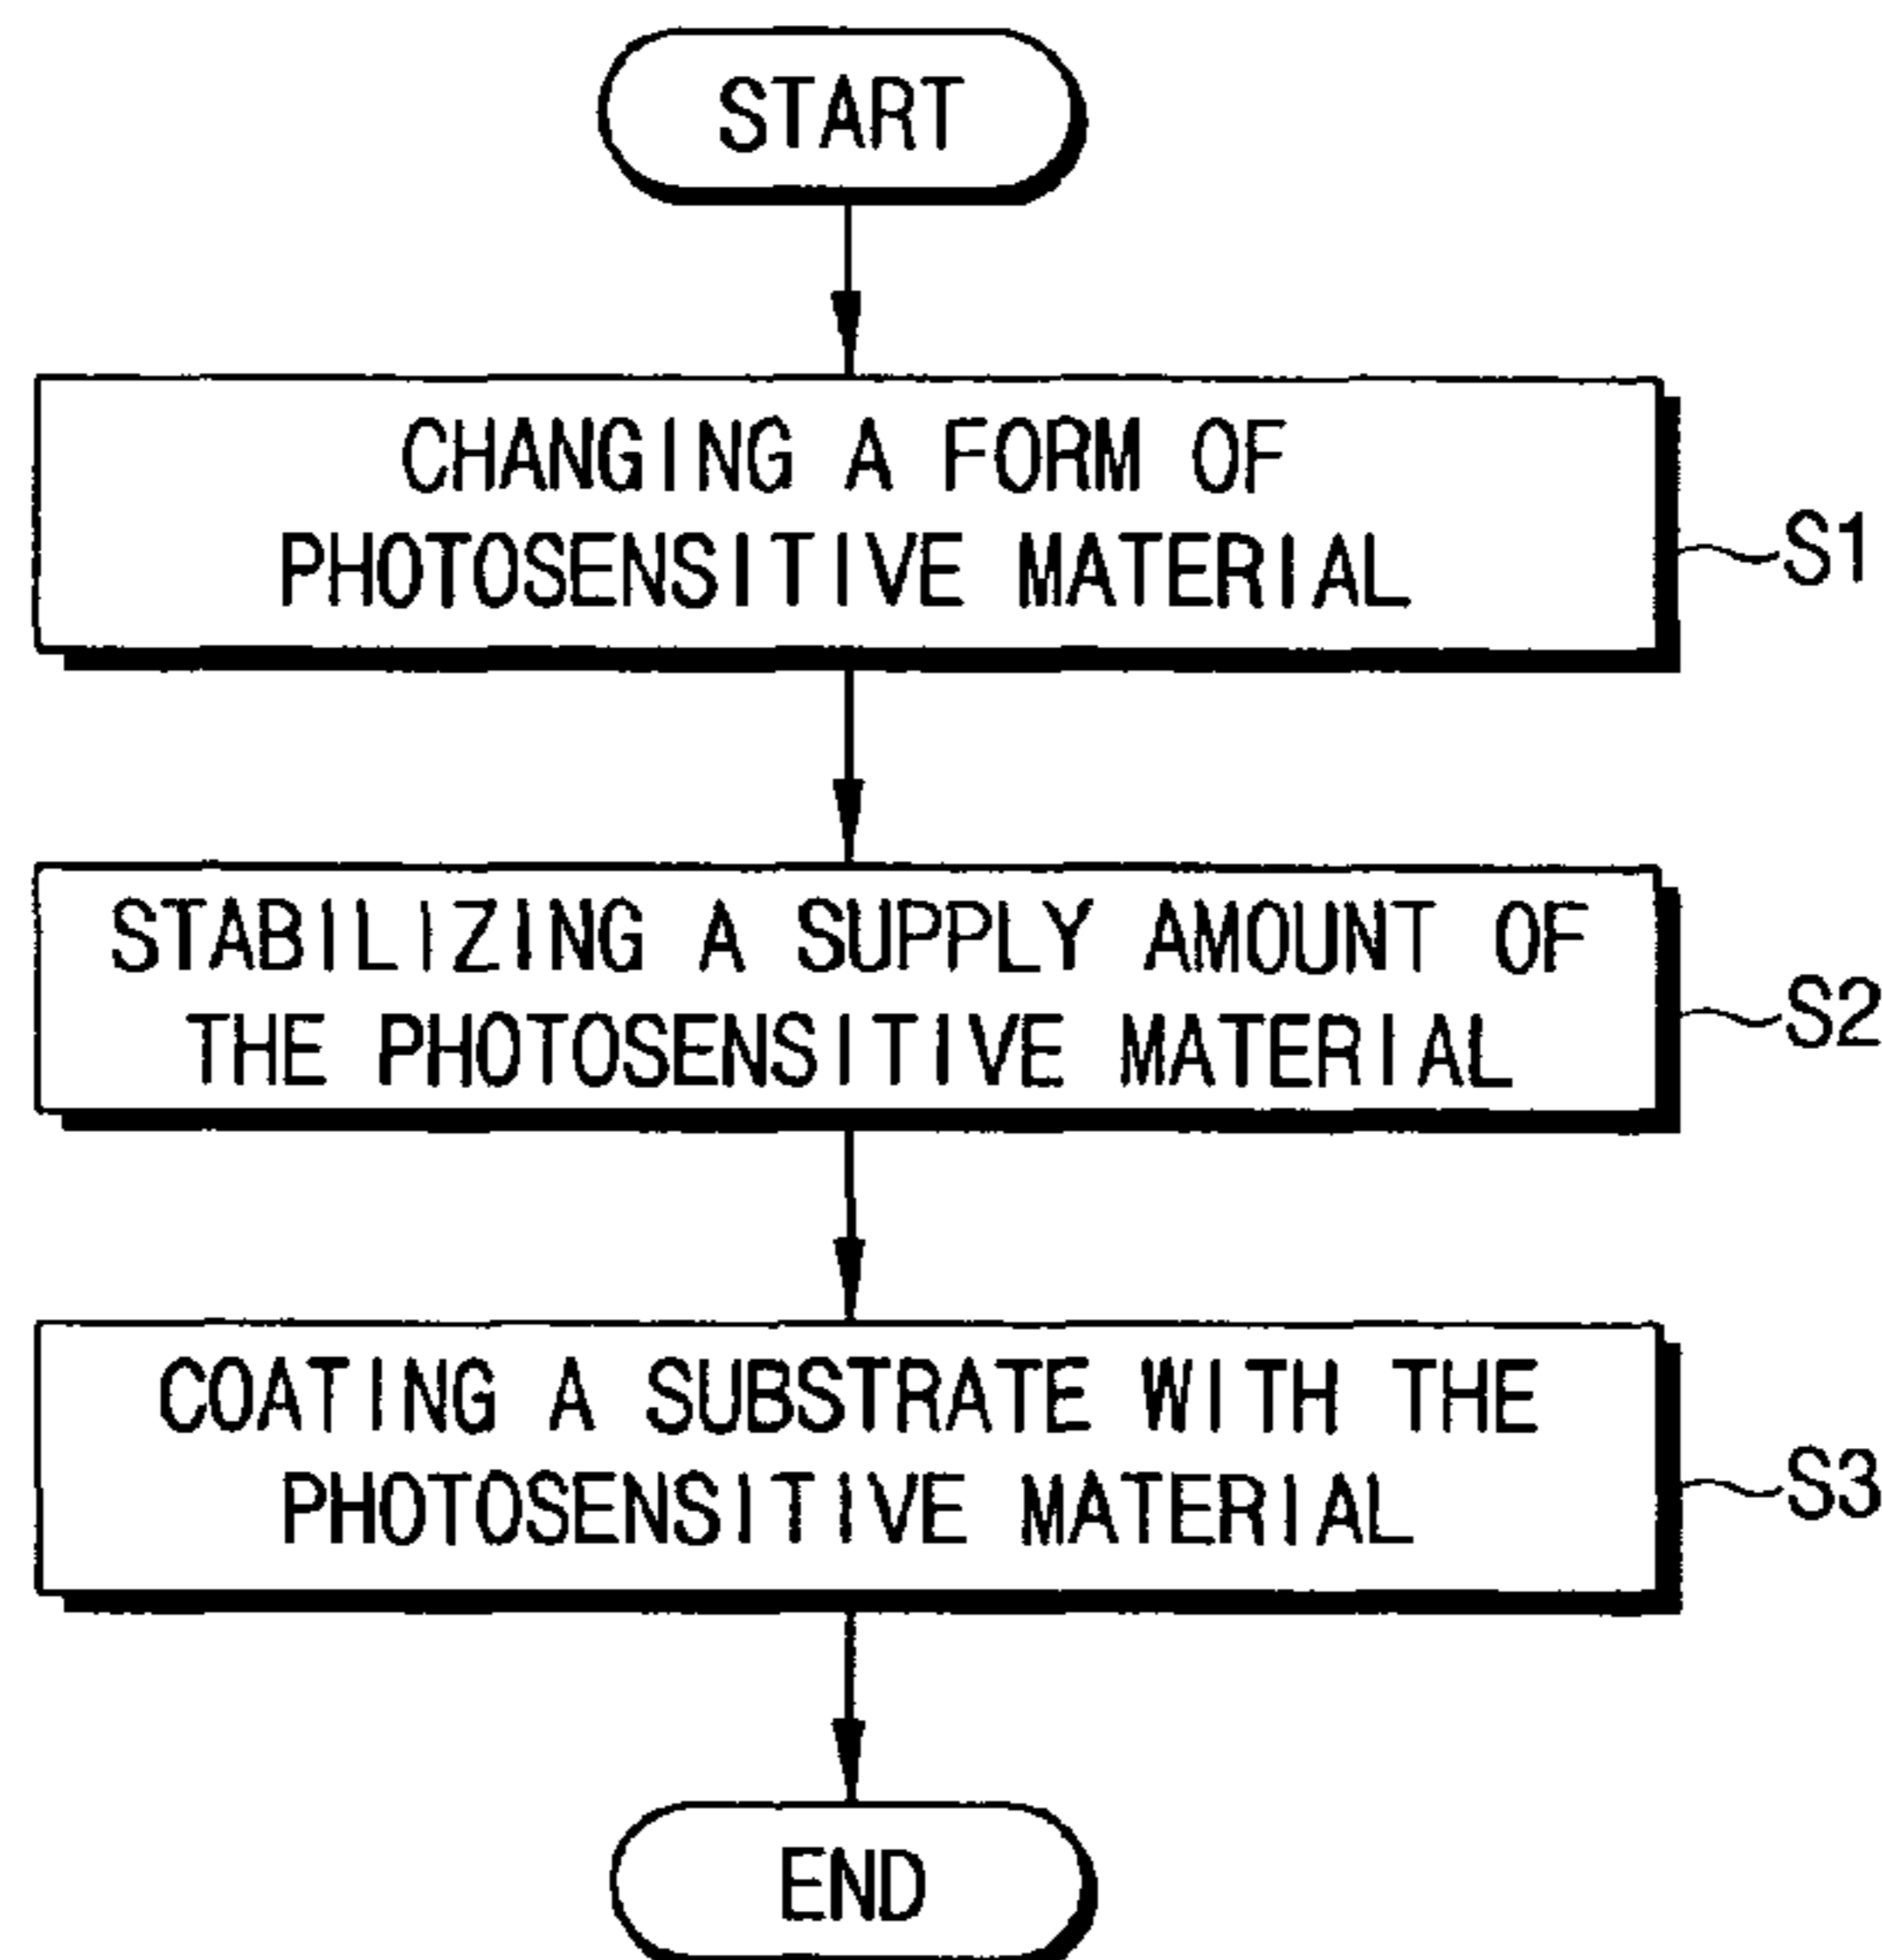 START
CHANGING A FORM OF
PHOTOSENSITIVE MATERIAL
S1
STABILIZING A SUPPLY AMOUNT OF
THE PHOTOSENSITIVE MATERIAL
S2
COATING A SUBSTRATE WITH THE
PHOTOSENSITIVE MATERIAL
S3
END